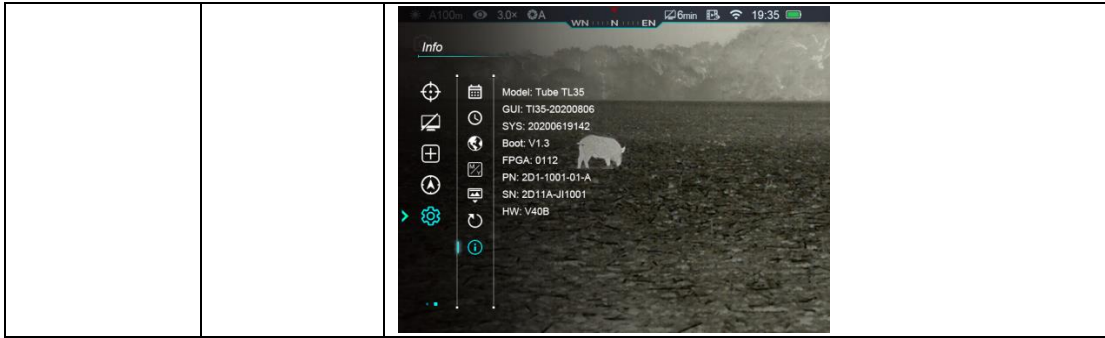 A100m 3.0× A 6min 19:35
WN N EN
Info
Model: Tube TL35
GUI: TI35-20200806
SYS: 20200619142
Boot: V1.3
FPGA: 0112
PN: 2D1-1001-01-A
SN: 2D11A-JI1001
HW: V40B